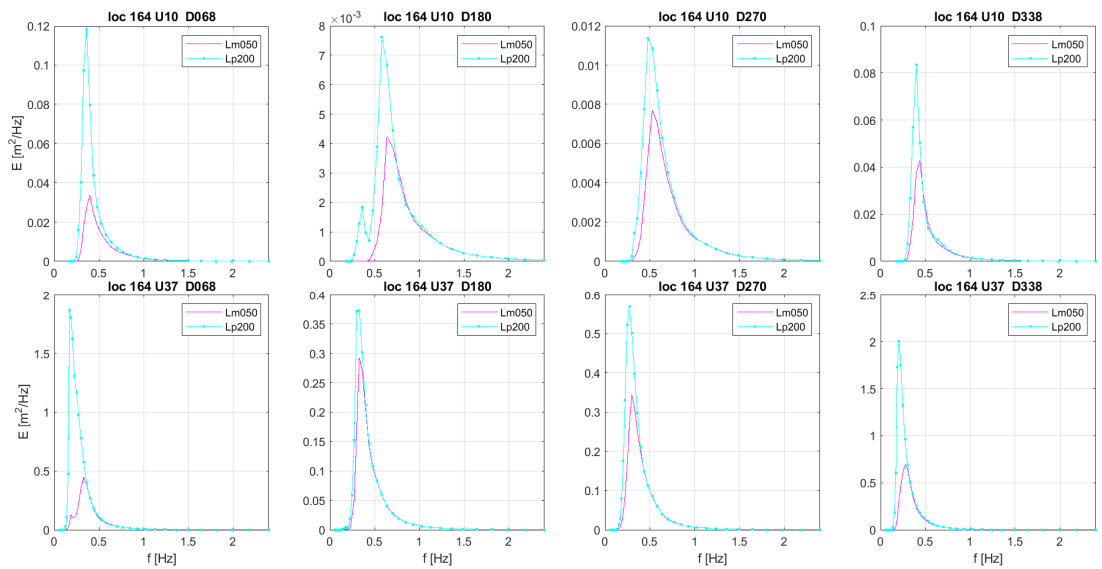 loc 164 U10 D068
E [m²/Hz]
0.12
0.1
0.08
0.06
0.04
0.02
0
0 0.5 1 1.5 2
Lm050
Lp200
loc 164 U10 D180
×10⁻³
8
7
6
5
4
3
2
1
0
0 0.5 1 1.5 2
Lm050
Lp200
loc 164 U10 D270
0.012
0.01
0.008
0.006
0.004
0.002
0
0 0.5 1 1.5 2
Lm050
Lp200
loc 164 U10 D338
0.1
0.08
0.06
0.04
0.02
0
0 0.5 1 1.5 2
Lm050
Lp200
loc 164 U37 D068
E [m²/Hz]
2
1.5
1
0.5
0
0 0.5 1 1.5 2
f [Hz]
Lm050
Lp200
loc 164 U37 D180
0.4
0.35
0.3
0.25
0.2
0.15
0.1
0.05
0
0 0.5 1 1.5 2
f [Hz]
Lm050
Lp200
loc 164 U37 D270
0.6
0.5
0.4
0.3
0.2
0.1
0
0 0.5 1 1.5 2
f [Hz]
Lm050
Lp200
loc 164 U37 D338
2.5
2
1.5
1
0.5
0
0 0.5 1 1.5 2
f [Hz]
Lm050
Lp200